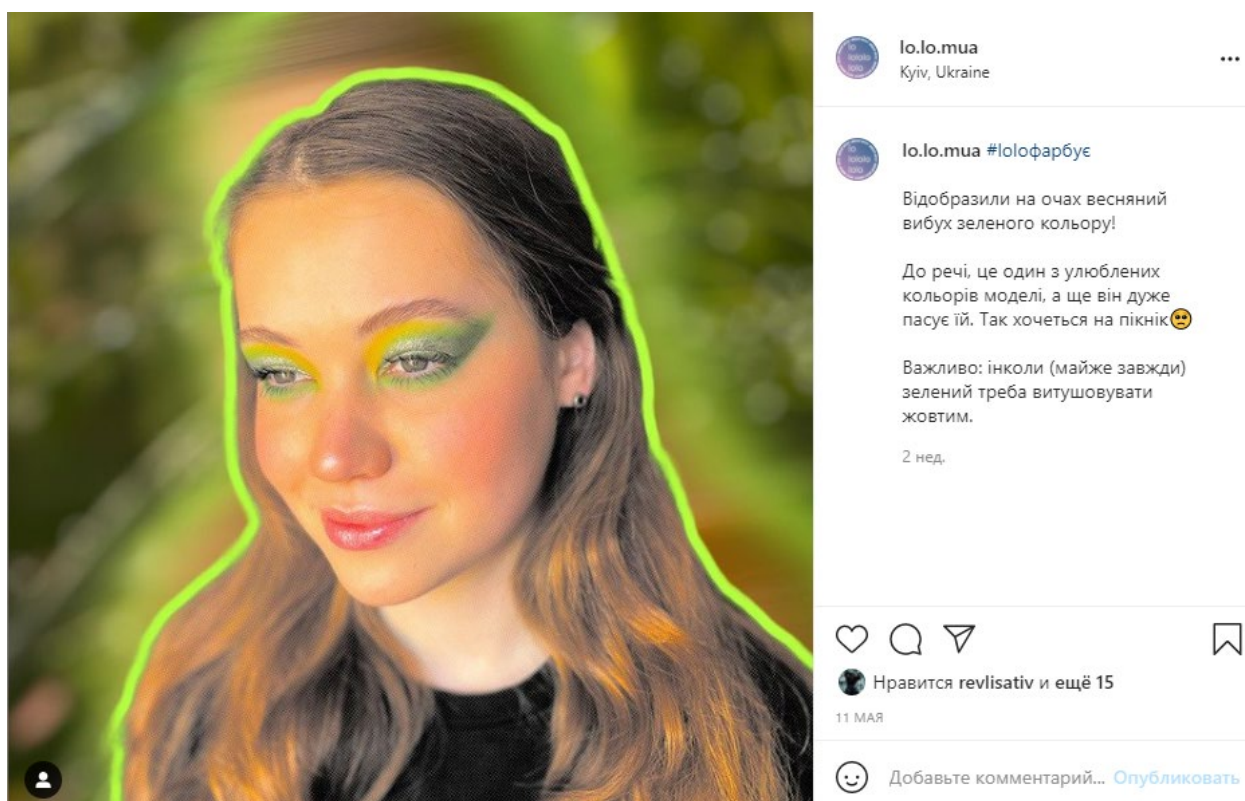 lo.lo.mua
Kyiv, Ukraine
lo.lo.mua #loloфарбує
Відобразили на очах весняний
вибух зеленого кольору!
До речі, це один з улюблених
кольорів моделі, а ще він дуже
пасує їй. Так хочеться на пікнік🥺
Важливо: інколи (майже завжди)
зелений треба витушовувати
жовтим.
2 нед.
Нравится revlisativ и ещё 15
11 МАЯ
Добавьте комментарий... Опубликовать